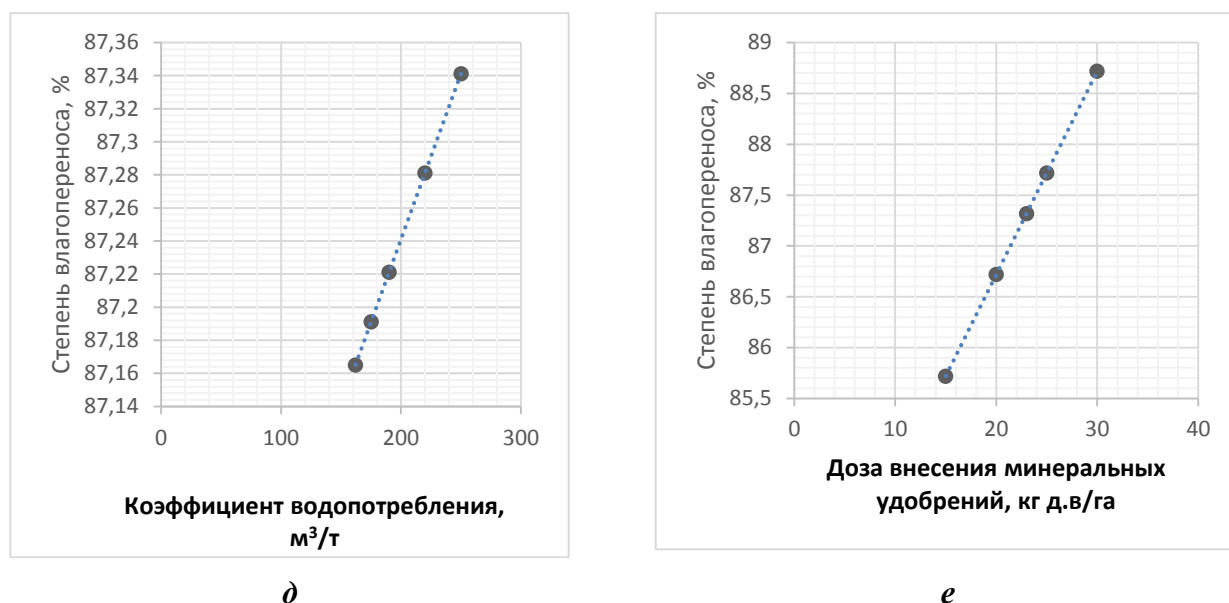 Степень влагопереноса, %
87,36
87,34
87,32
87,3
87,28
87,26
87,24
87,22
87,2
87,18
87,16
87,14
0 100 200 300
Коэффициент водопотребления,
м³/т
д
Степень влагопереноса, %
89
88,5
88
87,5
87
86,5
86
85,5
0 10 20 30 40
Доза внесения минеральных
удобрений, кг д.в/га
е